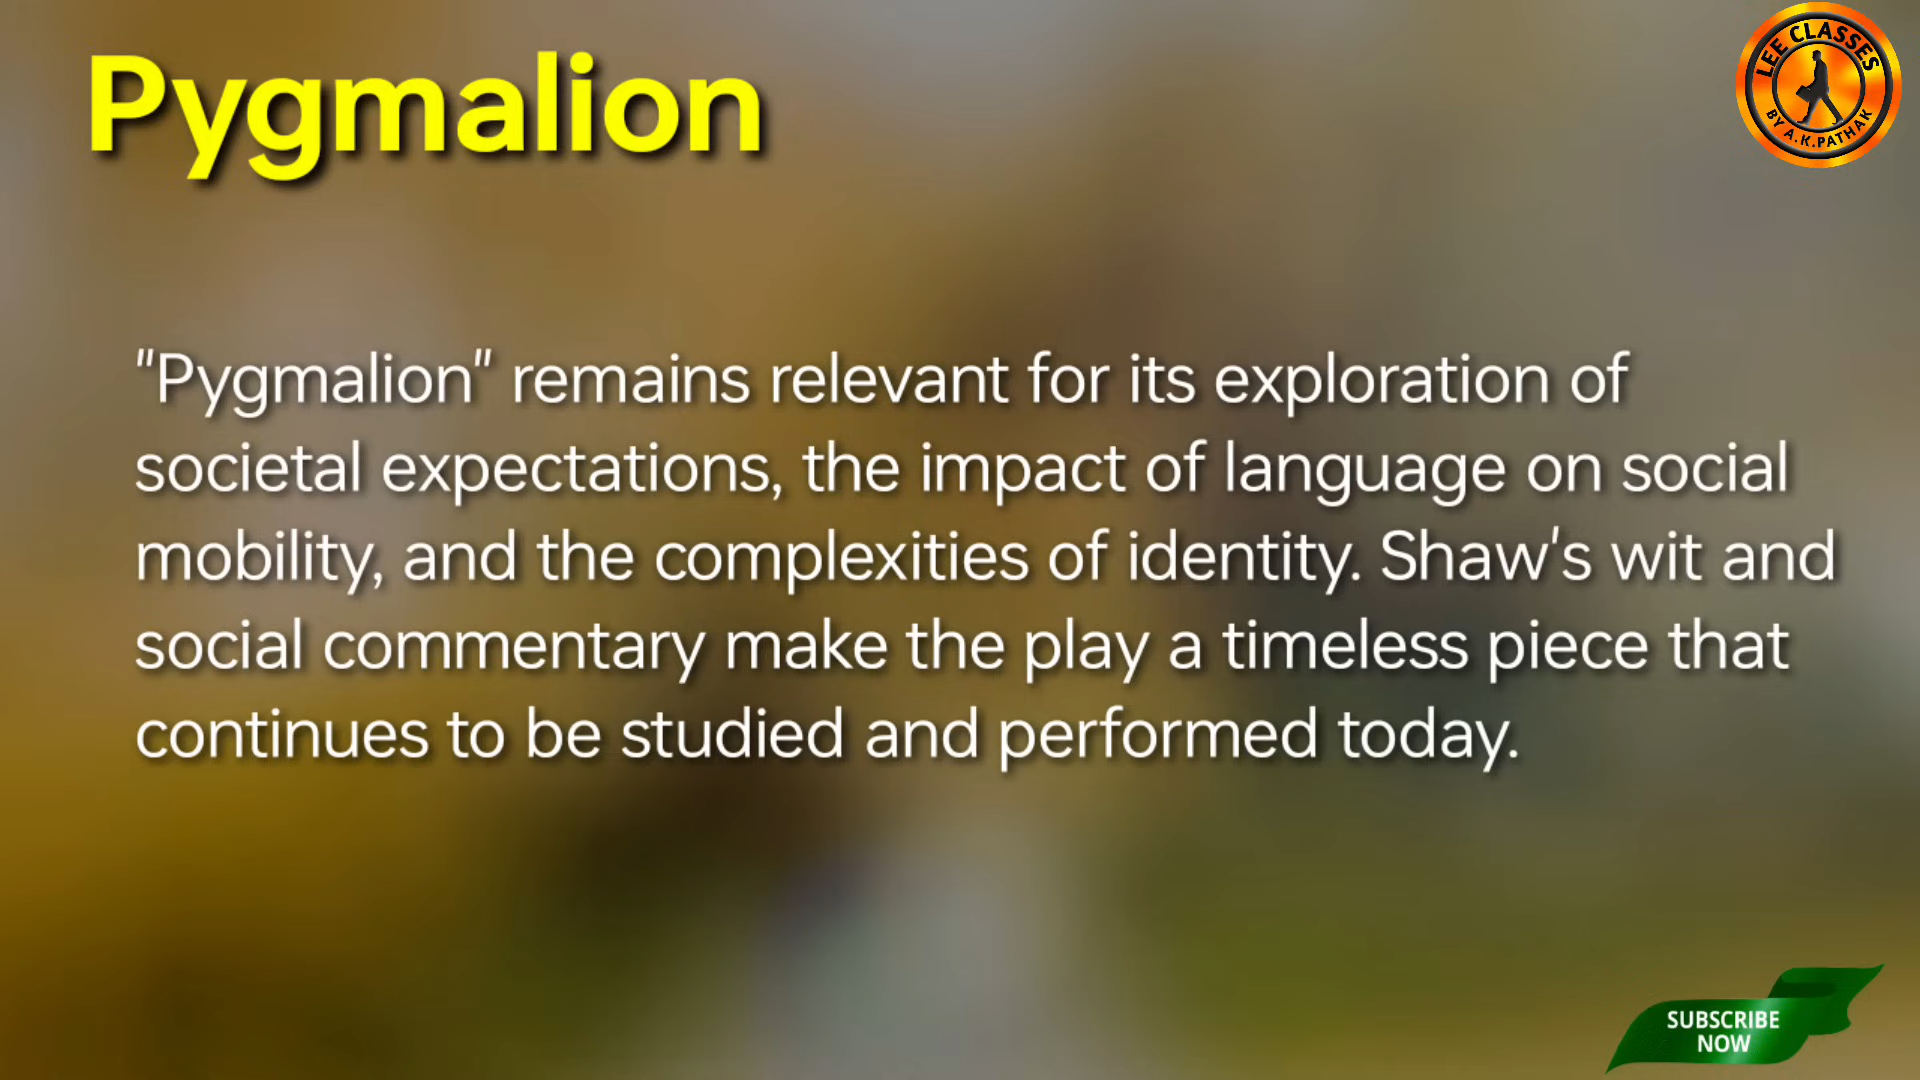 Pygmalion
LEE CLASSES
BY A.K.PATHAK
"Pygmalion" remains relevant for its exploration of
societal expectations, the impact of language on social
mobility, and the complexities of identity. Shaw's wit and
social commentary make the play a timeless piece that
continues to be studied and performed today.
SUBSCRIBE
NOW